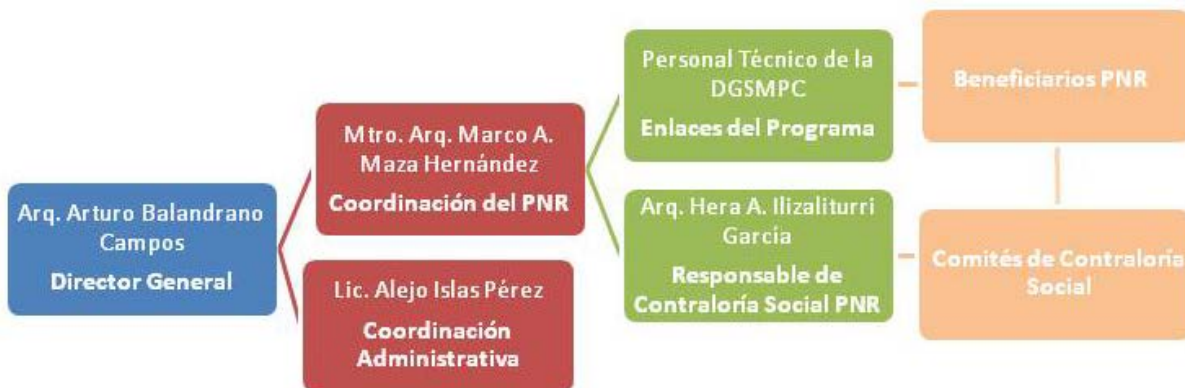 Arq. Arturo Balandrano
Campos
Director General
Mtro. Arq. Marco A.
Maza Hernández
Coordinación del PNR
Lic. Alejo Islas Pérez
Coordinación
Administrativa
Personal Técnico de la
DGSMPC
Enlaces del Programa
Arq. Hera A. Ilizaliturri
García
Responsable de
Contraloría Social PNR
Beneficiarios PNR
Comités de Contraloría
Social